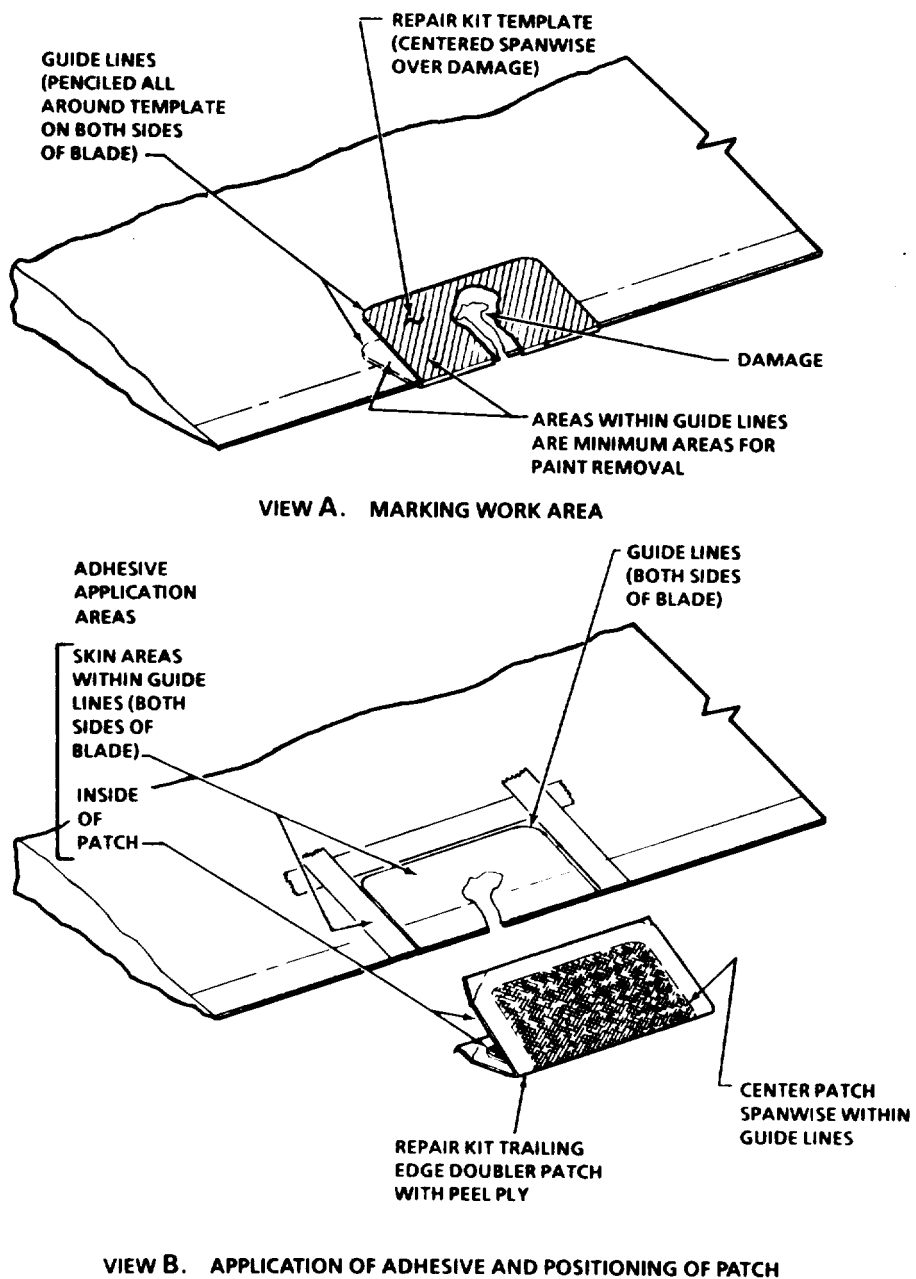 REPAIR KIT TEMPLATE
(CENTERED SPANWISE
OVER DAMAGE)
GUIDE LINES
(PENCILED ALL
AROUND TEMPLATE
ON BOTH SIDES
OF BLADE)
DAMAGE
AREAS WITHIN GUIDE LINES
ARE MINIMUM AREAS FOR
PAINT REMOVAL
VIEW A. MARKING WORK AREA
GUIDE LINES
(BOTH SIDES
OF BLADE)
ADHESIVE
APPLICATION
AREAS
SKIN AREAS
WITHIN GUIDE
LINES (BOTH
SIDES OF
BLADE)
INSIDE
OF
PATCH
CENTER PATCH
SPANWISE WITHIN
GUIDE LINES
REPAIR KIT TRAILING
EDGE DOUBLER PATCH
WITH PEEL PLY
VIEW B. APPLICATION OF ADHESIVE AND POSITIONING OF PATCH